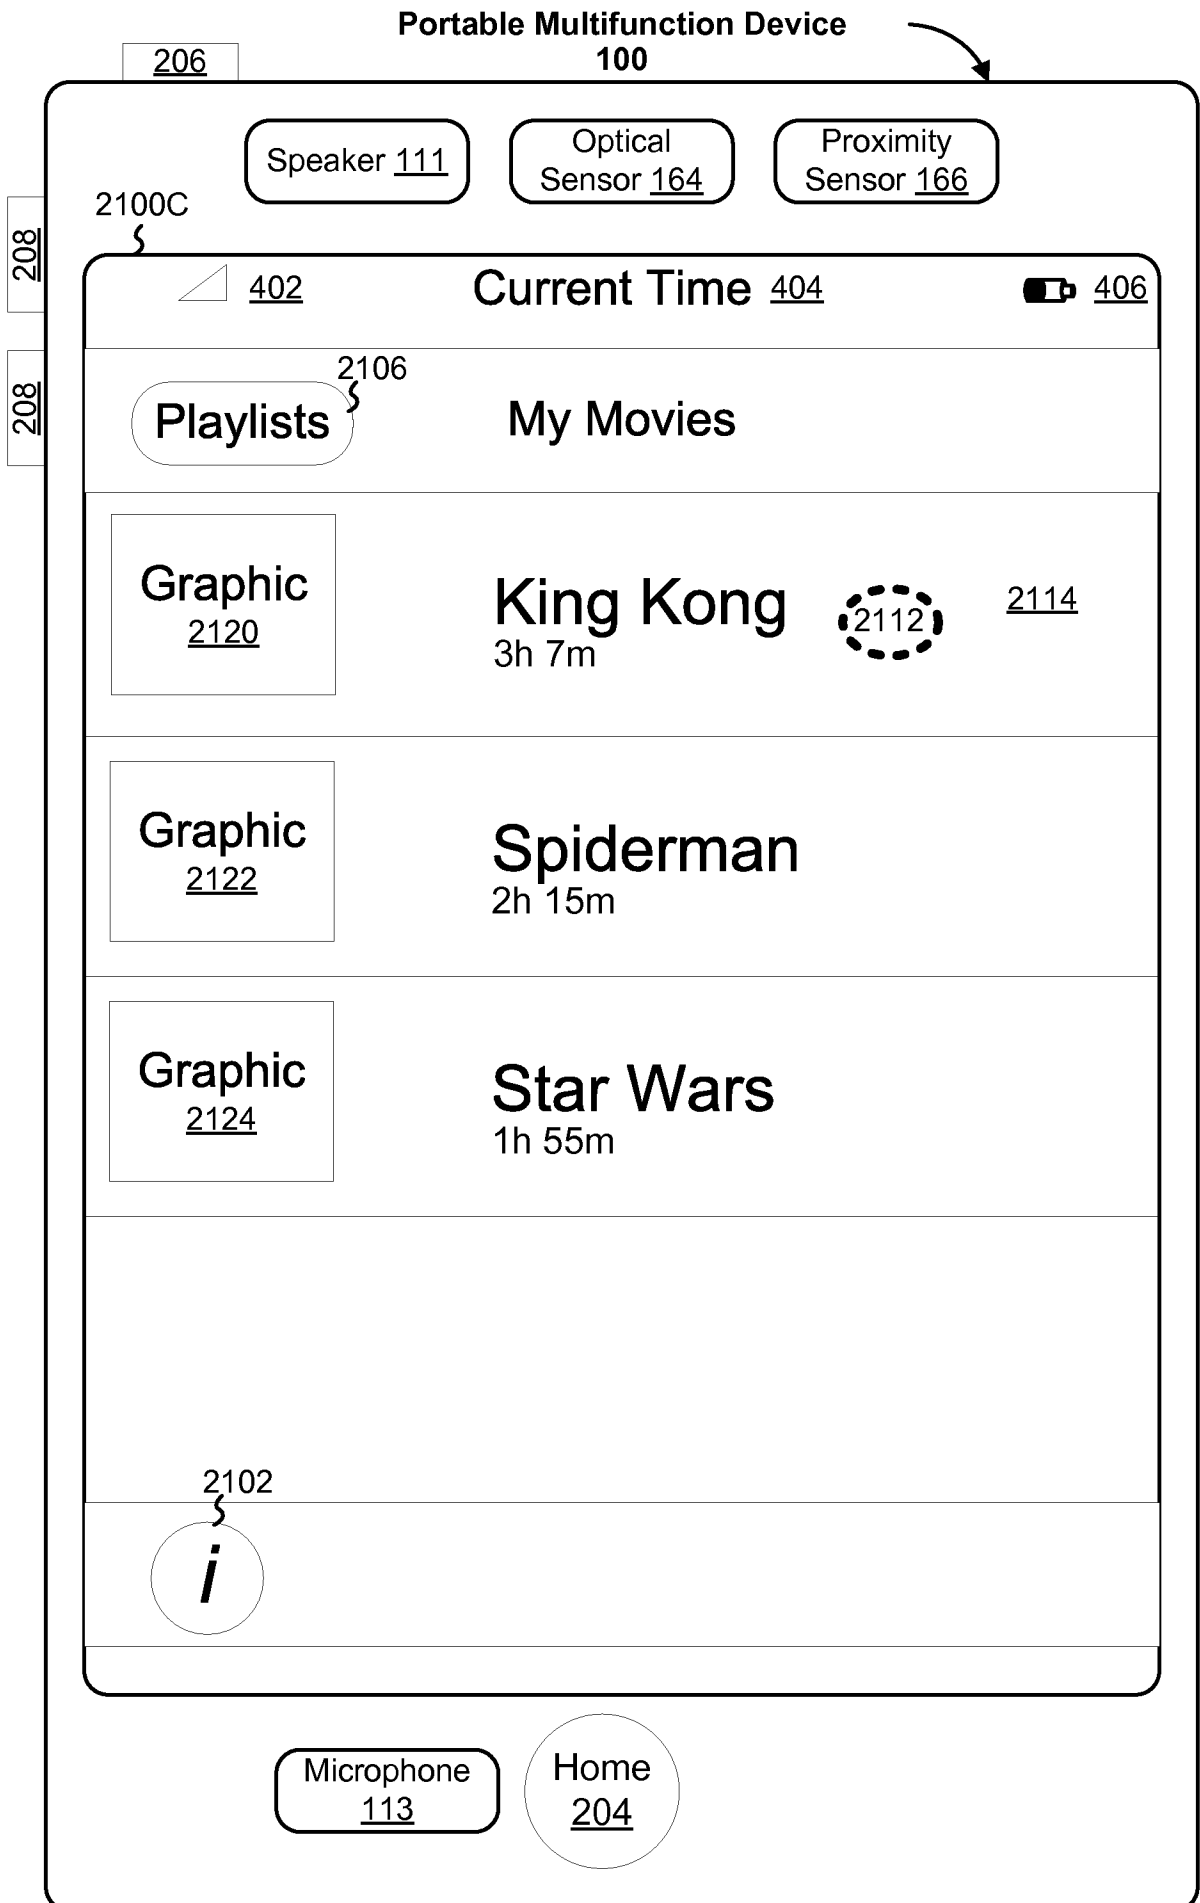 Portable Multifunction Device
100
206
Speaker 111
Optical
Sensor 164
Proximity
Sensor 166
2100C
208
208
402
Current Time 404
406
2106
Playlists
My Movies
Graphic
2120
King Kong
3h 7m
2112
2114
Graphic
2122
Spiderman
2h 15m
Graphic
2124
Star Wars
1h 55m
2102
i
Microphone
113
Home
204